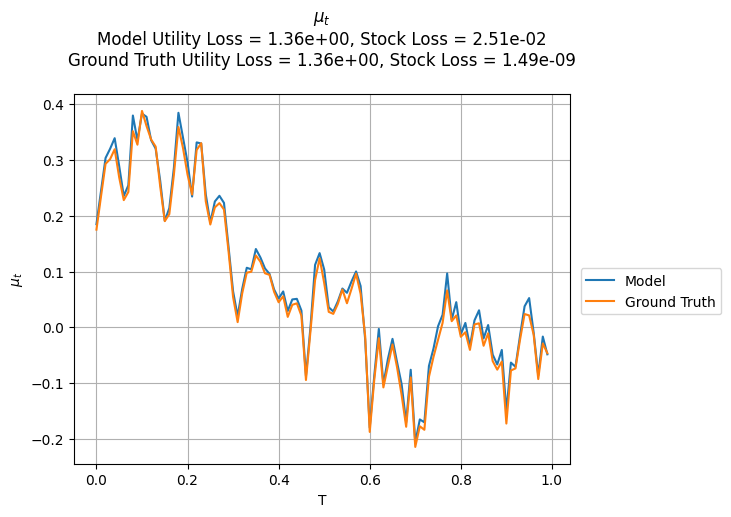 μt
Model Utility Loss = 1.36e+00, Stock Loss = 2.51e-02
Ground Truth Utility Loss = 1.36e+00, Stock Loss = 1.49e-09
0.4
0.3
0.2
0.1
0.0
−0.1
−0.2
μt
0.0 0.2 0.4 0.6 0.8 1.0
T
Model
Ground Truth